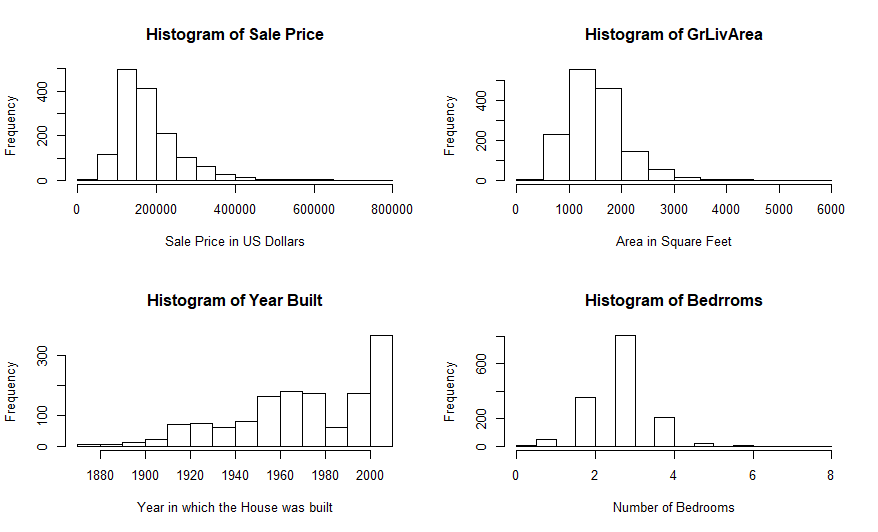 Histogram of Sale Price
Frequency
0 200 400
0 200000 400000 600000 800000
Sale Price in US Dollars
Histogram of GrLivArea
Frequency
0 200 400
0 1000 2000 3000 4000 5000 6000
Area in Square Feet
Histogram of Year Built
Frequency
0 100 300
1880 1900 1920 1940 1960 1980 2000
Year in which the House was built
Histogram of Bedrrooms
Frequency
0 200 600
0 2 4 6 8
Number of Bedrooms